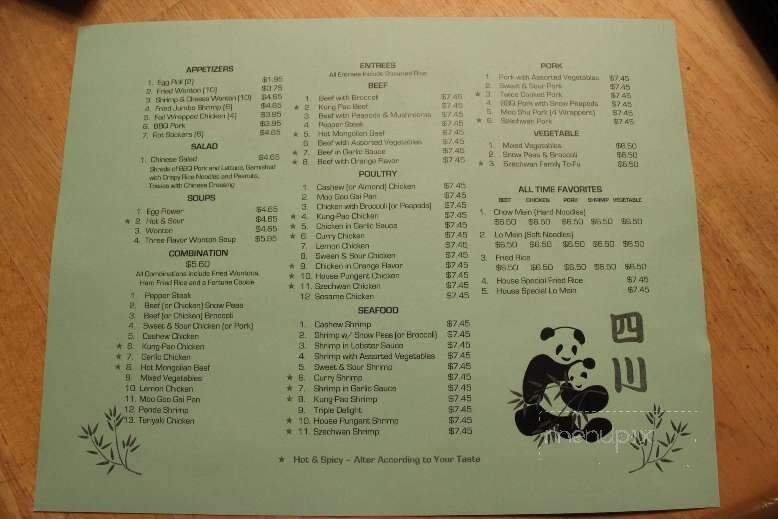 APPETIZERS
1. Egg Roll (2) $1.95
2. Fried Wonton (10) $3.75
3. Shrimp & Cheese Wonton (10) $4.65
4. Fried Jumbo Shrimp (6) $4.65
5. Foil Wrapped Chicken (4) $3.95
6. BBQ Pork $3.95
7. Pot Stickers (6) $4.65
SALAD
1. Chinese Salad $4.65
Shreds of BBQ Pork and Lettuce, Garnished
with Crispy Rice Noodles and Peanuts,
Tossed with Chinese Dressing
SOUPS
1. Egg Flower $4.65
★ 2. Hot & Sour $4.65
3. Wonton $4.65
4. Three Flavor Wonton Soup $5.95
COMBINATION
$5.60
All Combinations Include Fried Wontons,
Ham Fried Rice and a Fortune Cookie
1. Pepper Steak
2. Beef (or Chicken) Snow Peas
3. Beef (or Chicken) Broccoli
4. Sweet & Sour Chicken (or Pork)
5. Cashew Chicken
★ 6. Kung-Pao Chicken
★ 7. Garlic Chicken
★ 8. Hot Mongolian Beef
9. Mixed Vegetables
10. Lemon Chicken
11. Moo Goo Gai Pan
12. Panda Shrimp
13. Teriyaki Chicken
ENTREES
All Entrees Include Steamed Rice
BEEF
1. Beef with Broccoli $7.45
★ 2. Kung Pao Beef $7.45
3. Beef with Peapods & Mushrooms $7.45
4. Pepper Steak $7.45
★ 5. Hot Mongolian Beef $7.45
6. Beef with Assorted Vegetables $7.45
★ 7. Beef in Garlic Sauce $7.45
★ 8. Beef with Orange Flavor $7.45
POULTRY
1. Cashew (or Almond) Chicken $7.45
2. Moo Goo Gai Pan $7.45
3. Chicken with Broccoli (or Peapods) $7.45
★ 4. Kung-Pao Chicken $7.45
★ 5. Chicken in Garlic Sauce $7.45
★ 6. Curry Chicken $7.45
7. Lemon Chicken $7.45
8. Sween & Sour Chicken $7.45
★ 9. Chicken in Orange Flavor $7.45
★ 10. House Pungent Chicken $7.45
★ 11. Szechwan Chicken $7.45
12. Sesame Chicken $7.45
SEAFOOD
1. Cashew Shrimp $7.45
2. Shrimp w/ Snow Peas (or Broccoli) $7.45
3. Shrimp in Lobster Sauce $7.45
4. Shrimp with Assorted Vegetables $7.45
5. Sweet & Sour Shrimp $7.45
★ 6. Curry Shrimp $7.45
★ 7. Shrimp in Garlic Sauce $7.45
★ 8. Kung-Pao Shrimp $7.45
9. Triple Delight $7.45
★ 10. House Pungent Shrimp $7.45
★ 11. Szechwan Shrimp $7.45
PORK
1. Pork with Assorted Vegetables $7.45
2. Sweet & Sour Pork $7.45
★ 3. Twice Cooked Pork $7.45
4. BBQ Pork with Snow Peapods $7.45
5. Moo Shu Pork (4 Wrappers) $7.45
★ 6. Szechwan Pork $7.45
VEGETABLE
1. Mixed Vegetables $6.50
2. Snow Peas & Broccoli $6.50
★ 3. Szechwan Family To-Fu $6.50
ALL TIME FAVORITES
BEEF CHICKEN PORK SHRIMP VEGETABLE
1. Chow Mein (Hard Noodles)
$6.50 $6.50 $6.50 $6.50 $6.50
2. Lo Mein (Soft Noodles)
$6.50 $6.50 $6.50 $6.50 $6.50
3. Fried Rice
$6.50 $6.50 $6.50 $6.50 $6.50
4. House Special Fried Rice $7.45
5. House Special Lo Mein $7.45
四川
menupix
★ Hot & Spicy - Alter According to Your Taste